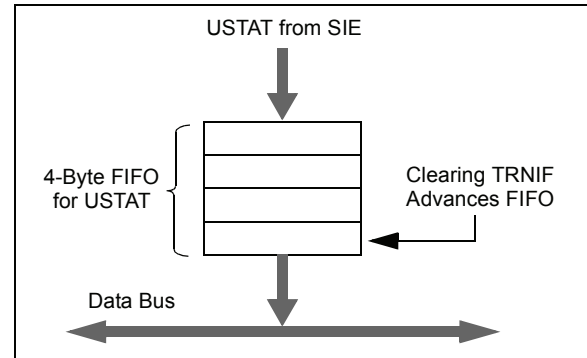 USTAT from SIE
4-Byte FIFO
for USTAT
Clearing TRNIF
Advances FIFO
Data Bus